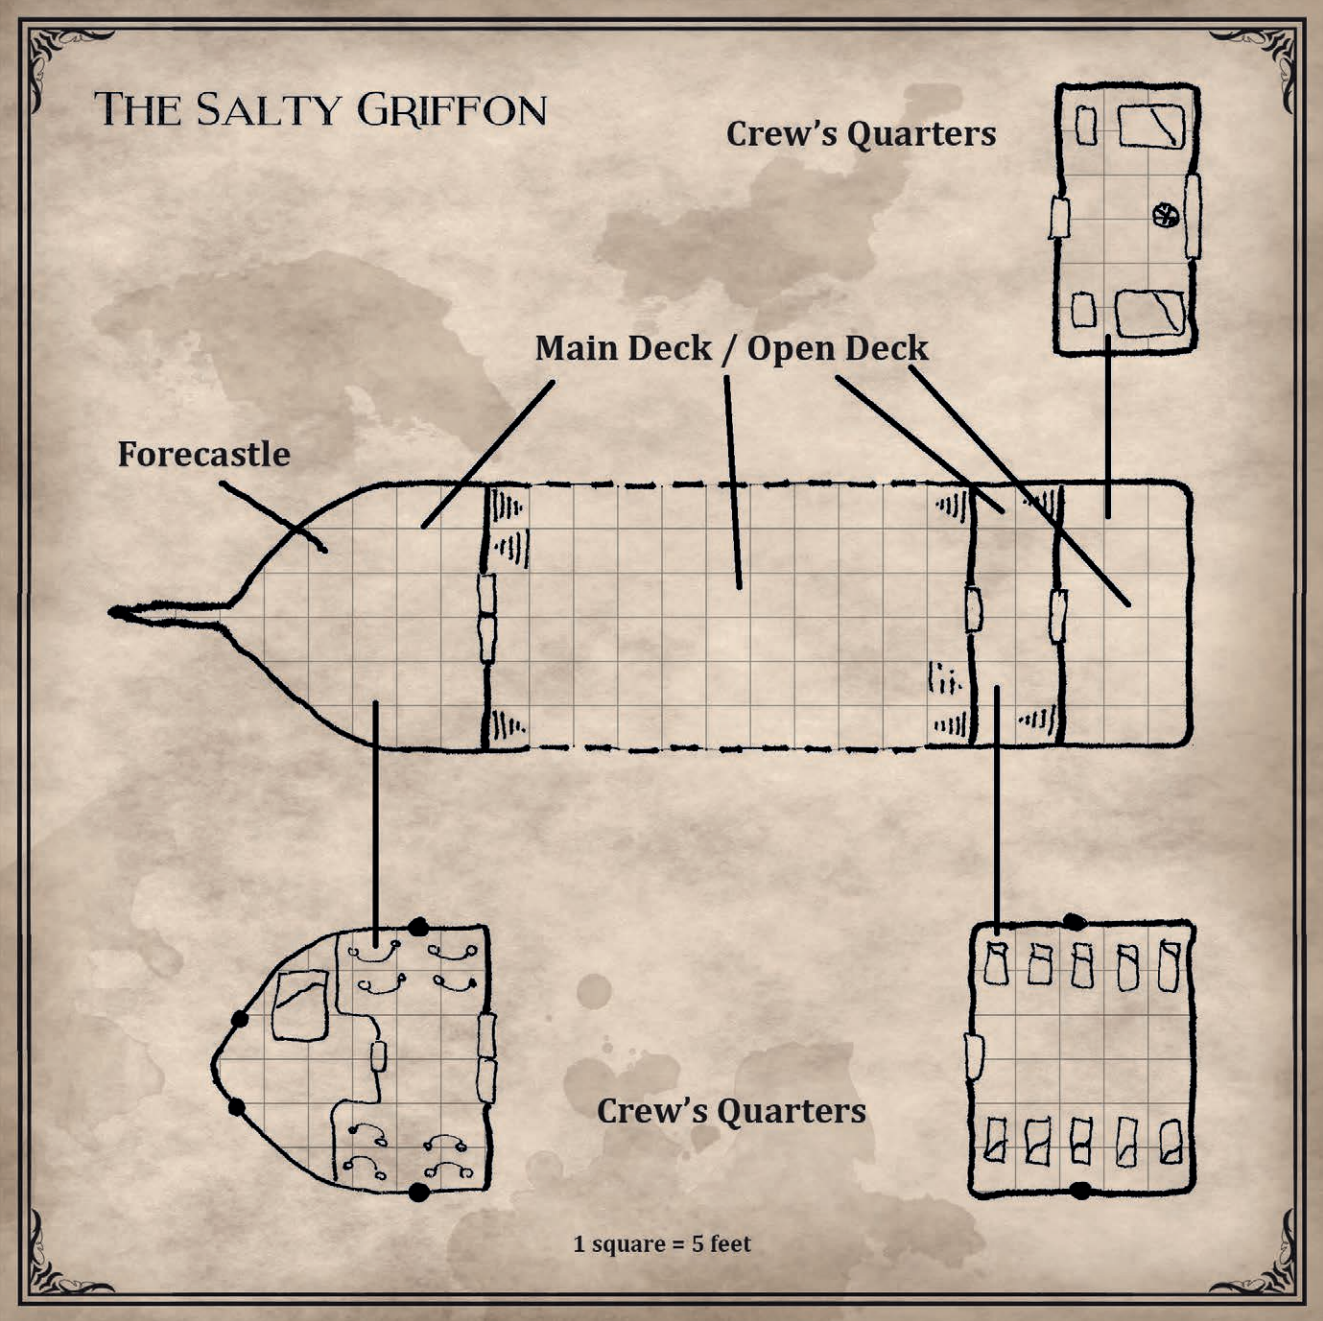 The Salty Griffon
Crew's Quarters
Main Deck / Open Deck
Forecastle
Crew's Quarters
1 square = 5 feet